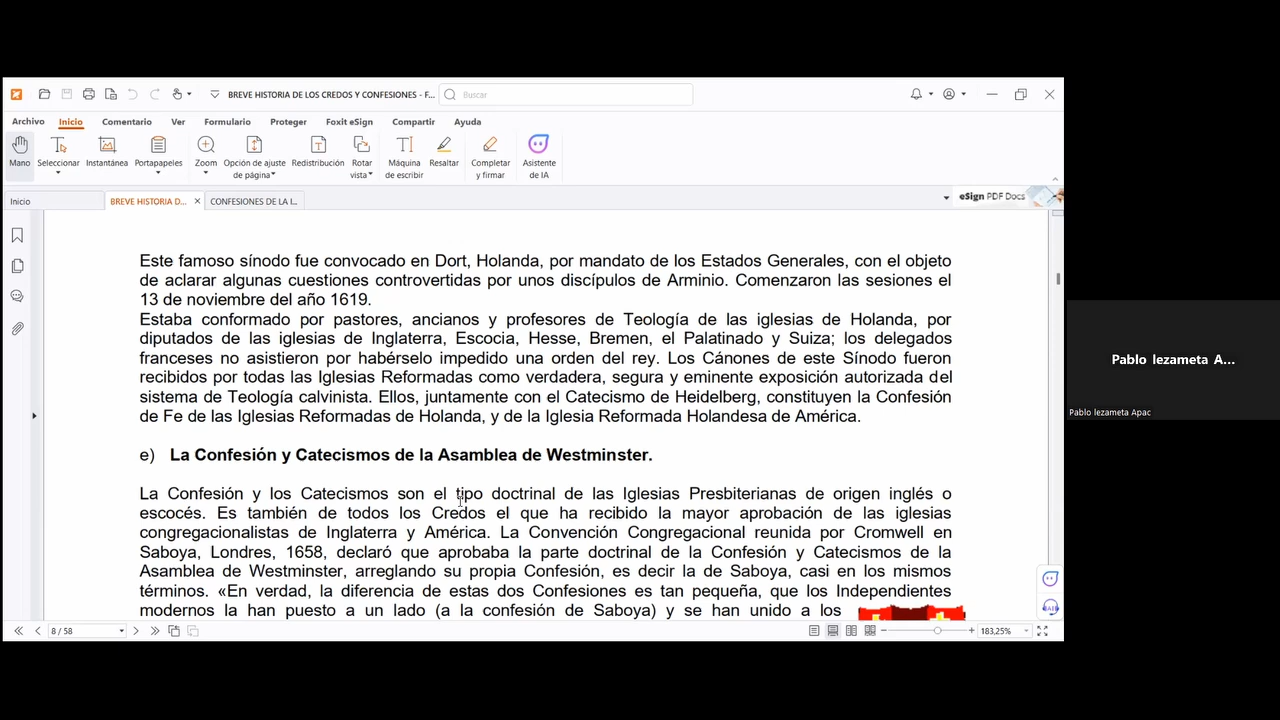 BREVE HISTORIA DE LOS CREDOS Y CONFESIONES - F...
Buscar
Archivo Inicio Comentario Ver Formulario Proteger Foxit eSign Compartir Ayuda
Mano
Seleccionar
Instantánea
Portapapeles
Zoom
Opción de ajuste
de página
Redistribución
Rotar
vista
Máquina
de escribir
Resaltar
Completar
y firmar
Asistente
de IA
Inicio
BREVE HISTORIA D...
CONFESIONES DE LA I...
eSign PDF Docs
Este famoso sínodo fue convocado en Dort, Holanda, por mandato de los Estados Generales, con el objeto
de aclarar algunas cuestiones controvertidas por unos discípulos de Arminio. Comenzaron las sesiones el
13 de noviembre del año 1619.
Estaba conformado por pastores, ancianos y profesores de Teología de las iglesias de Holanda, por
diputados de las iglesias de Inglaterra, Escocia, Hesse, Bremen, el Palatinado y Suiza; los delegados
franceses no asistieron por habérselo impedido una orden del rey. Los Cánones de este Sínodo fueron
recibidos por todas las Iglesias Reformadas como verdadera, segura y eminente exposición autorizada del
sistema de Teología calvinista. Ellos, juntamente con el Catecismo de Heidelberg, constituyen la Confesión
de Fe de las Iglesias Reformadas de Holanda, y de la Iglesia Reformada Holandesa de América.
e) La Confesión y Catecismos de la Asamblea de Westminster.
La Confesión y los Catecismos son el tipo doctrinal de las Iglesias Presbiterianas de origen inglés o
escocés. Es también de todos los Credos el que ha recibido la mayor aprobación de las iglesias
congregacionalistas de Inglaterra y América. La Convención Congregacional reunida por Cromwell en
Saboya, Londres, 1658, declaró que aprobaba la parte doctrinal de la Confesión y Catecismos de la
Asamblea de Westminster, arreglando su propia Confesión, es decir la de Saboya, casi en los mismos
términos. «En verdad, la diferencia de estas dos Confesiones es tan pequeña, que los Independientes
modernos la han puesto a un lado (a la confesión de Saboya) y se han unido a los
8 / 58
183,25%
Pablo lezameta A...
Pablo lezameta Apac